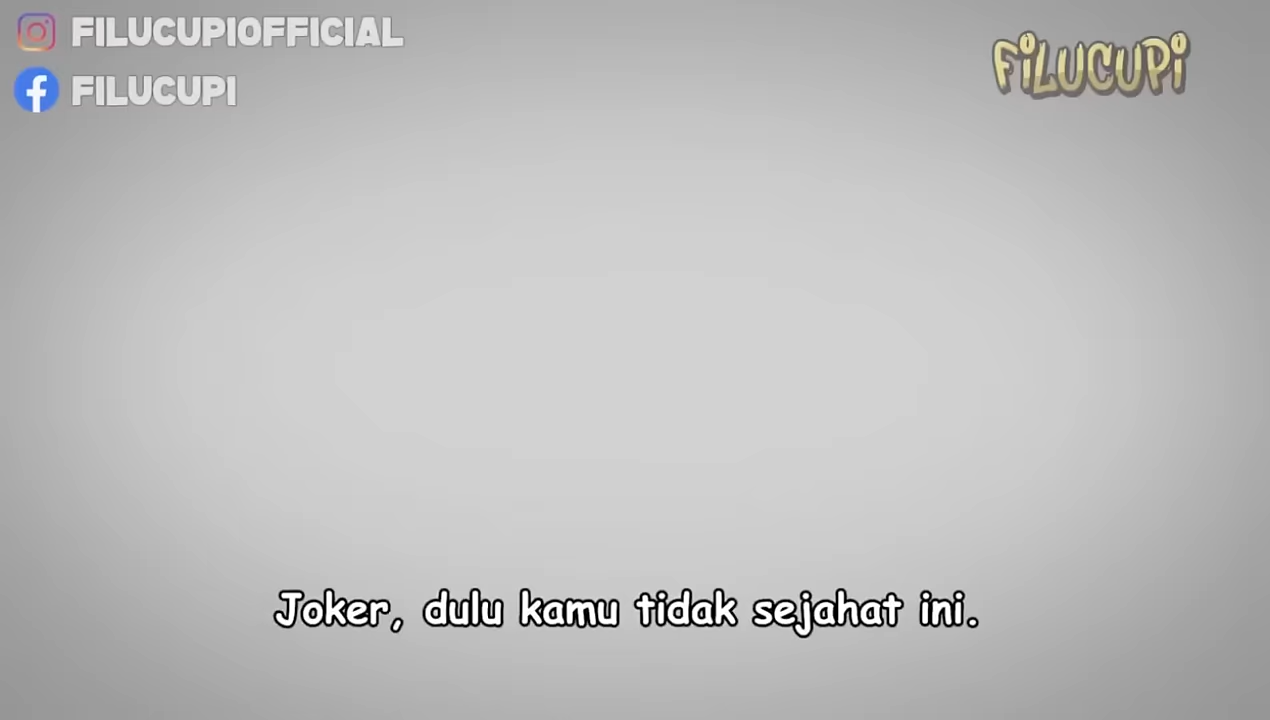 FILUCUPIOFFICIAL
FiLUCUPi
FILUCUPI
Joker, dulu kamu tidak sejahat ini.